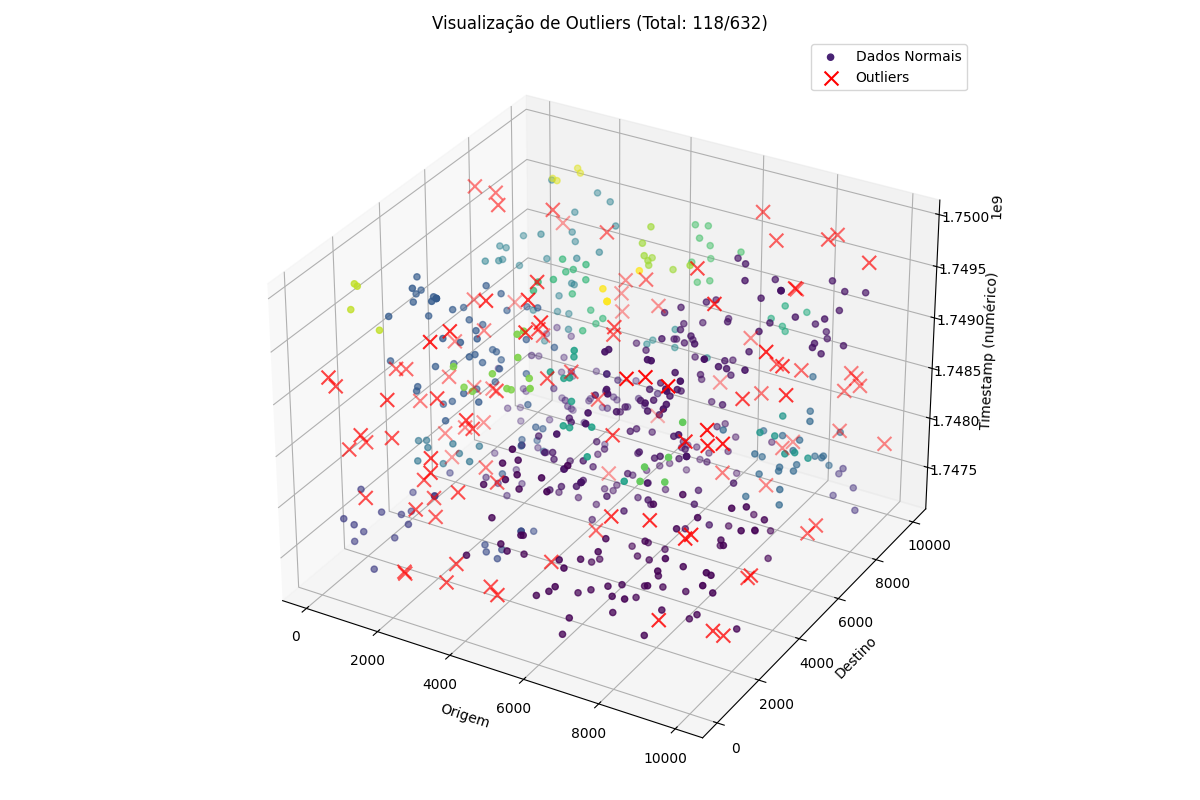 Visualização de Outliers (Total: 118/632)
Dados Normais
Outliers
1e9
1.7500
1.7495
1.7490
1.7485
1.7480
1.7475
Timestamp (numérico)
0
2000
4000
6000
8000
10000
Origem
0
2000
4000
6000
8000
10000
Destino